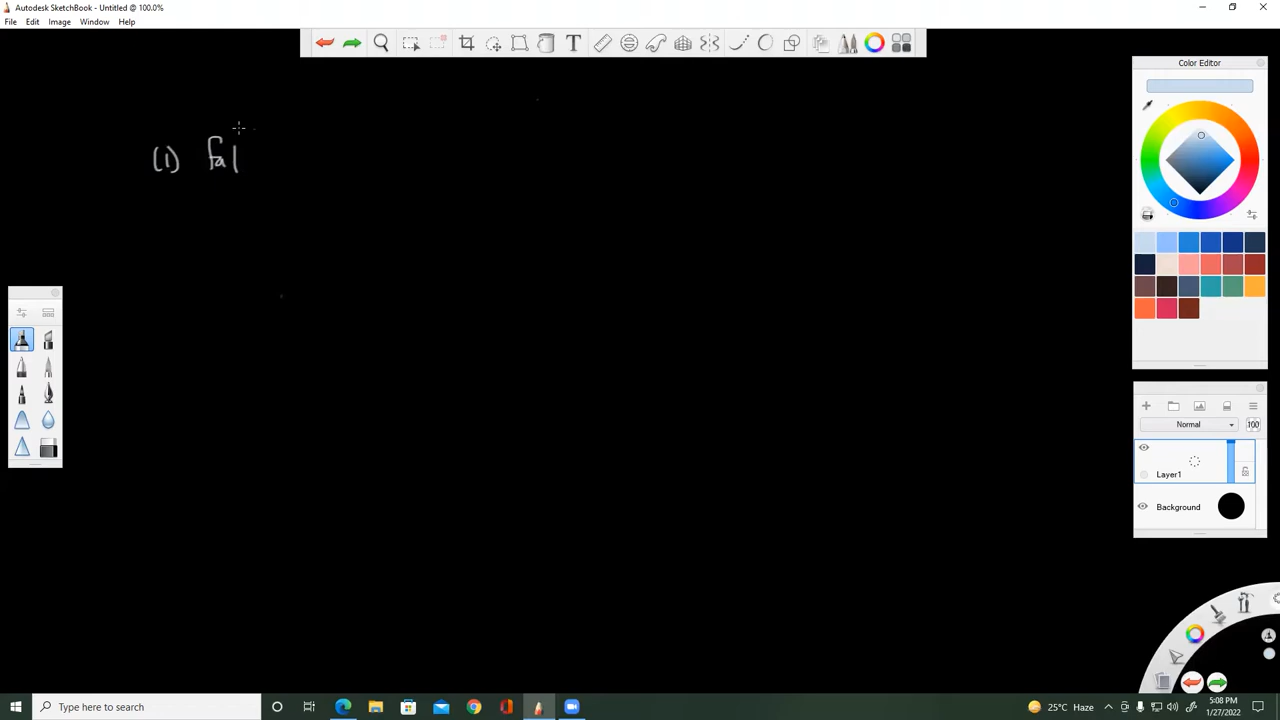 Autodesk SketchBook - Untitled @ 100.0%
File Edit Image Window Help
Color Editor
(1) fal
Normal 100
Layer1
Background
Type here to search
25°C Haze
5:08 PM
1/27/2022